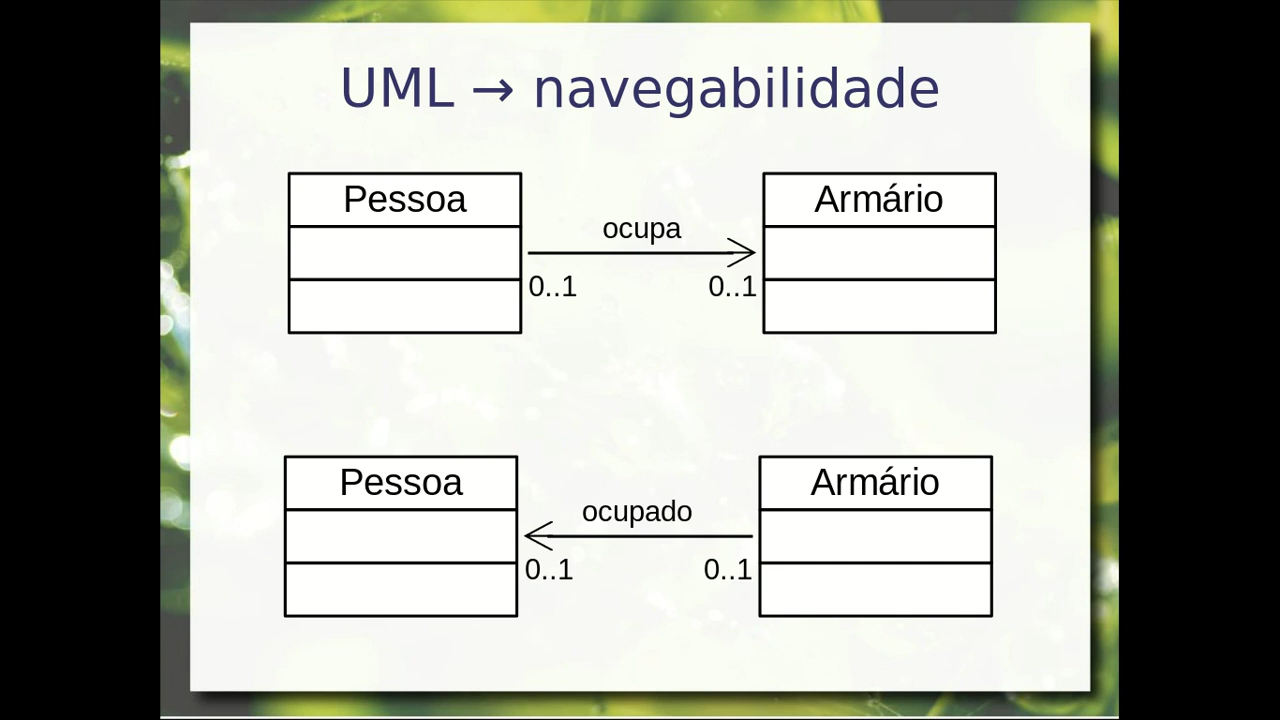 UML → navegabilidade
Pessoa
Armário
ocupa
0..1
0..1
Pessoa
Armário
ocupado
0..1
0..1